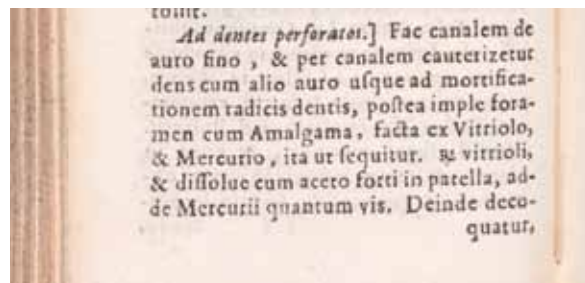 tollit.
Ad dentes perforatos.] Fac canalem de
auro fino, & per canalem cauterizetur
dens cum alio auro uſque ad mortifica-
tionem radicis dentis, poſtea imple fora-
men cum Amalgama, facta ex Vitriolo,
& Mercurio, ita ut ſequitur. ℞ vitrioli,
& diſſolue cum aceto forti in patella, ad-
de Mercurii quantum vis. Deinde deco-
quatur,